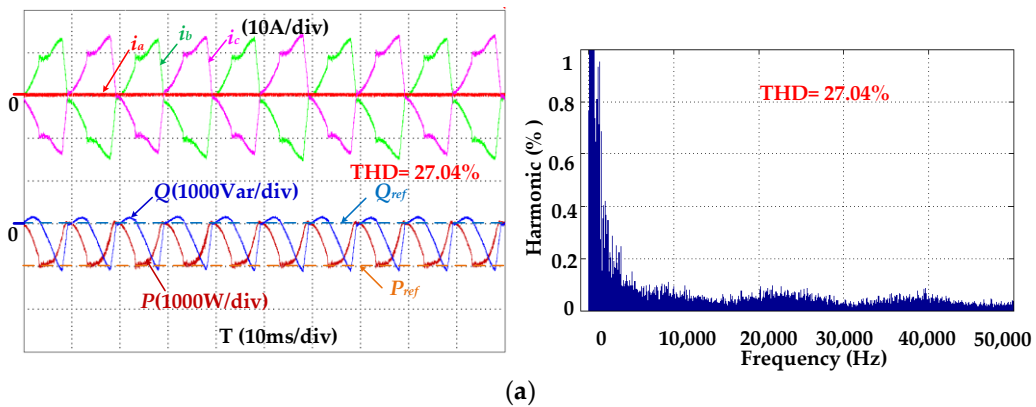 (10A/div)
ia ib ic
0
THD= 27.04%
Q(1000Var/div) Qref
0
P(1000W/div) Pref
T (10ms/div)
1
THD= 27.04%
0.8
0.6
0.4
0.2
0
Harmonic (% )
0 10,000 20,000 30,000 40,000 50,000
Frequency (Hz)
(a)